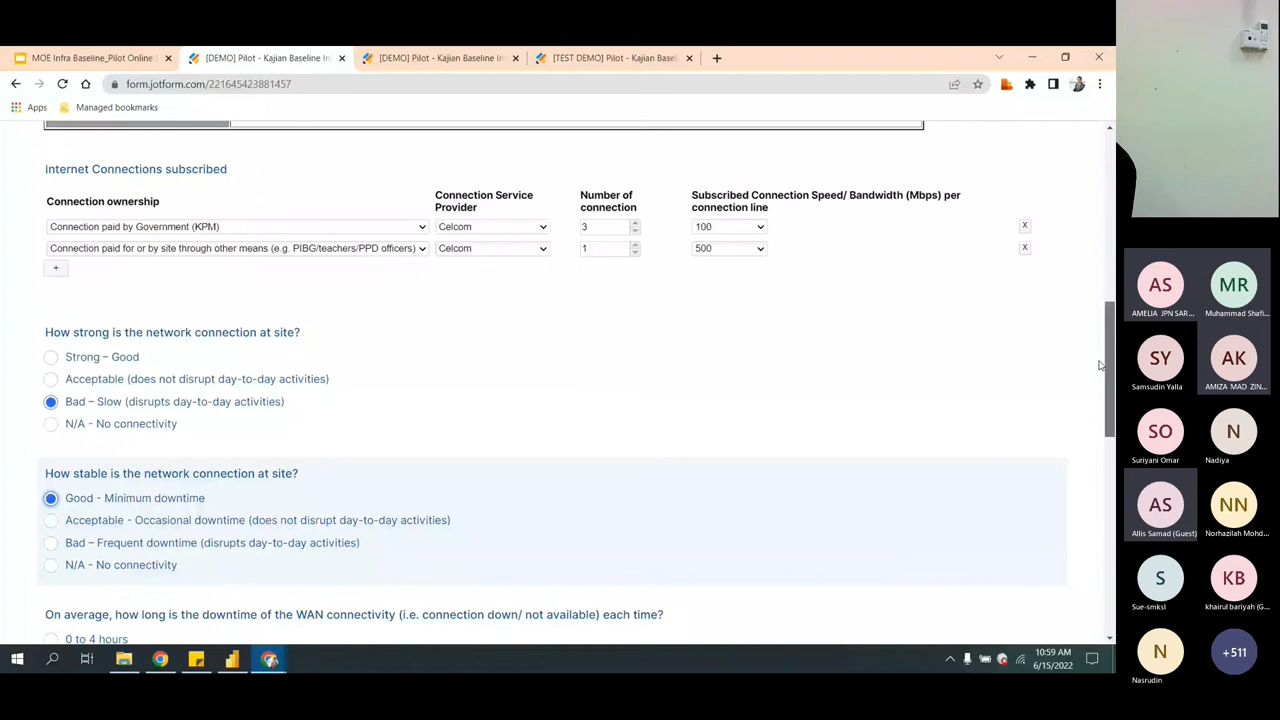 MOE Infra Baseline_Pilot Online
[DEMO] Pilot - Kajian Baseline In
[DEMO] Pilot - Kajian Baseline In
[TEST DEMO] Pilot - Kajian Basel
form.jotform.com/221645423881457
Apps
Managed bookmarks
Internet Connections subscribed
Connection ownership
Connection Service Provider
Number of connection
Subscribed Connection Speed/ Bandwidth (Mbps) per connection line
Connection paid by Government (KPM) Celcom 3 100 X
Connection paid for or by site through other means (e.g. PIBG/teachers/PPD officers) Celcom 1 500 X
+
How strong is the network connection at site?
Strong – Good
Acceptable (does not disrupt day-to-day activities)
Bad – Slow (disrupts day-to-day activities)
N/A - No connectivity
How stable is the network connection at site?
Good - Minimum downtime
Acceptable - Occasional downtime (does not disrupt day-to-day activities)
Bad – Frequent downtime (disrupts day-to-day activities)
N/A - No connectivity
On average, how long is the downtime of the WAN connectivity (i.e. connection down/ not available) each time?
0 to 4 hours
10:59 AM
6/15/2022
AS
AMELIA JPN SAR...
MR
Muhammad Shafi...
SY
Samsudin Yalla
AK
AMIZA MAD ZIN...
SO
Suriyani Omar
N
Nadiya
AS
Allis Samad (Guest)
NN
Norhazilah Mohd...
S
Sue-smksl
KB
khairul bariyah (G...
N
Nasrudin
+511